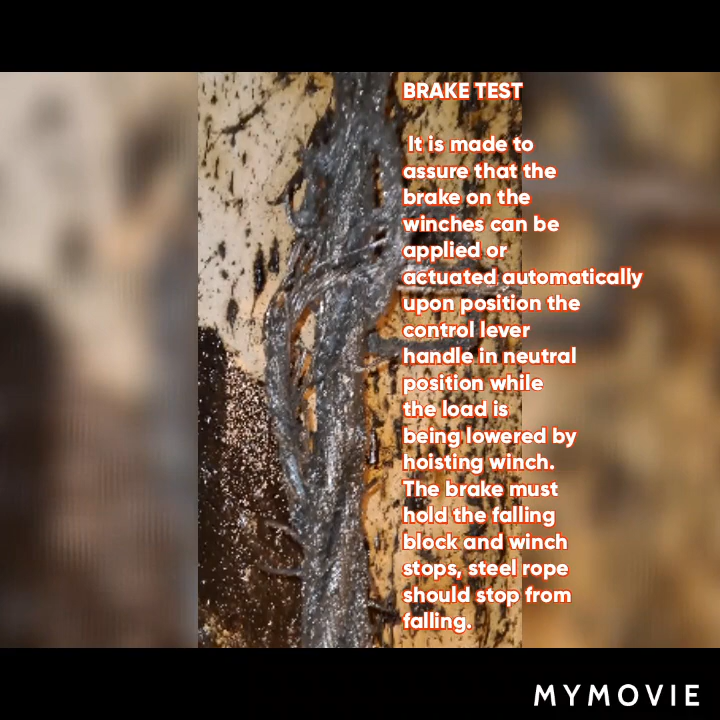 BRAKE TEST
It is made to
assure that the
brake on the
winches can be
applied or
actuated automatically
upon position the
control lever
handle in neutral
position while
the load is
being lowered by
hoisting winch.
The brake must
hold the falling
block and winch
stops, steel rope
should stop from
falling.
MYMOVIE